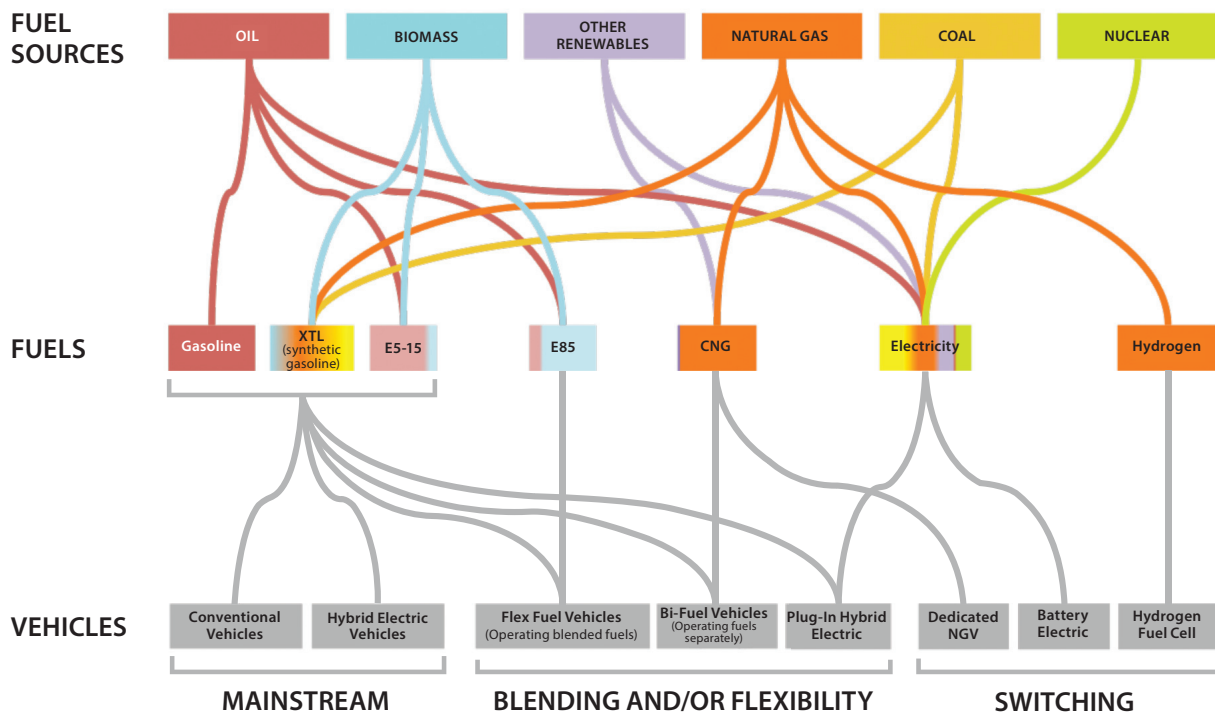 FUEL
SOURCES
OIL
BIOMASS
OTHER
RENEWABLES
NATURAL GAS
COAL
NUCLEAR
FUELS
Gasoline
XTL
(synthetic
gasoline)
E5-15
E85
CNG
Electricity
Hydrogen
VEHICLES
Conventional
Vehicles
Hybrid Electric
Vehicles
Flex Fuel Vehicles
(Operating blended fuels)
Bi-Fuel Vehicles
(Operating fuels
separately)
Plug-In Hybrid
Electric
Dedicated
NGV
Battery
Electric
Hydrogen
Fuel Cell
MAINSTREAM
BLENDING AND/OR FLEXIBILITY
SWITCHING